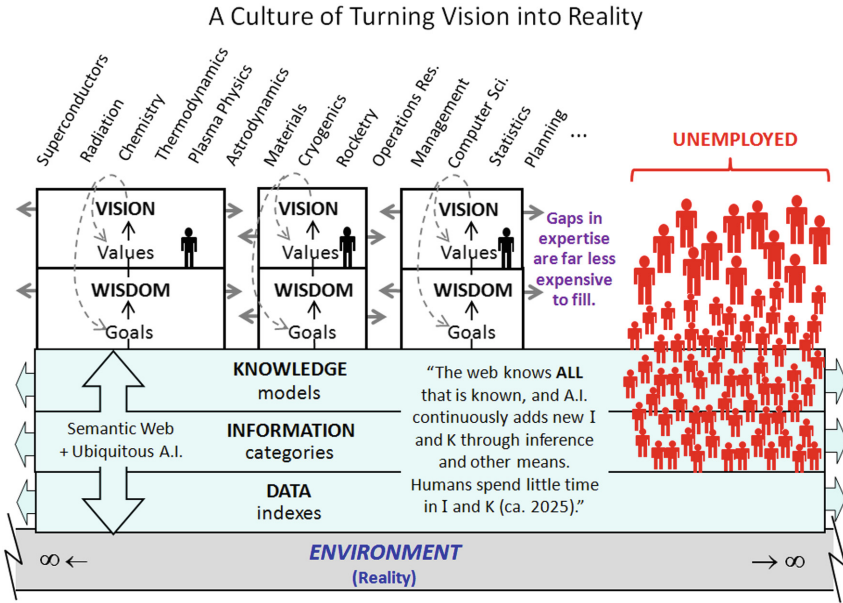 A Culture of Turning Vision into Reality
Superconductors
Radiation
Chemistry
Thermodynamics
Plasma Physics
Astrodynamics
Materials
Cryogenics
Rocketry
Operations Res.
Management
Computer Sci.
Statistics
Planning
...
UNEMPLOYED
VISION
Values
WISDOM
Goals
VISION
Values
WISDOM
Goals
VISION
Values
WISDOM
Goals
Gaps in
expertise
are far less
expensive
to fill.
KNOWLEDGE
models
INFORMATION
categories
DATA
indexes
Semantic Web
+ Ubiquitous A.I.
“The web knows ALL
that is known, and A.I.
continuously adds new I
and K through inference
and other means.
Humans spend little time
in I and K (ca. 2025).”
∞ ←
ENVIRONMENT
(Reality)
→ ∞